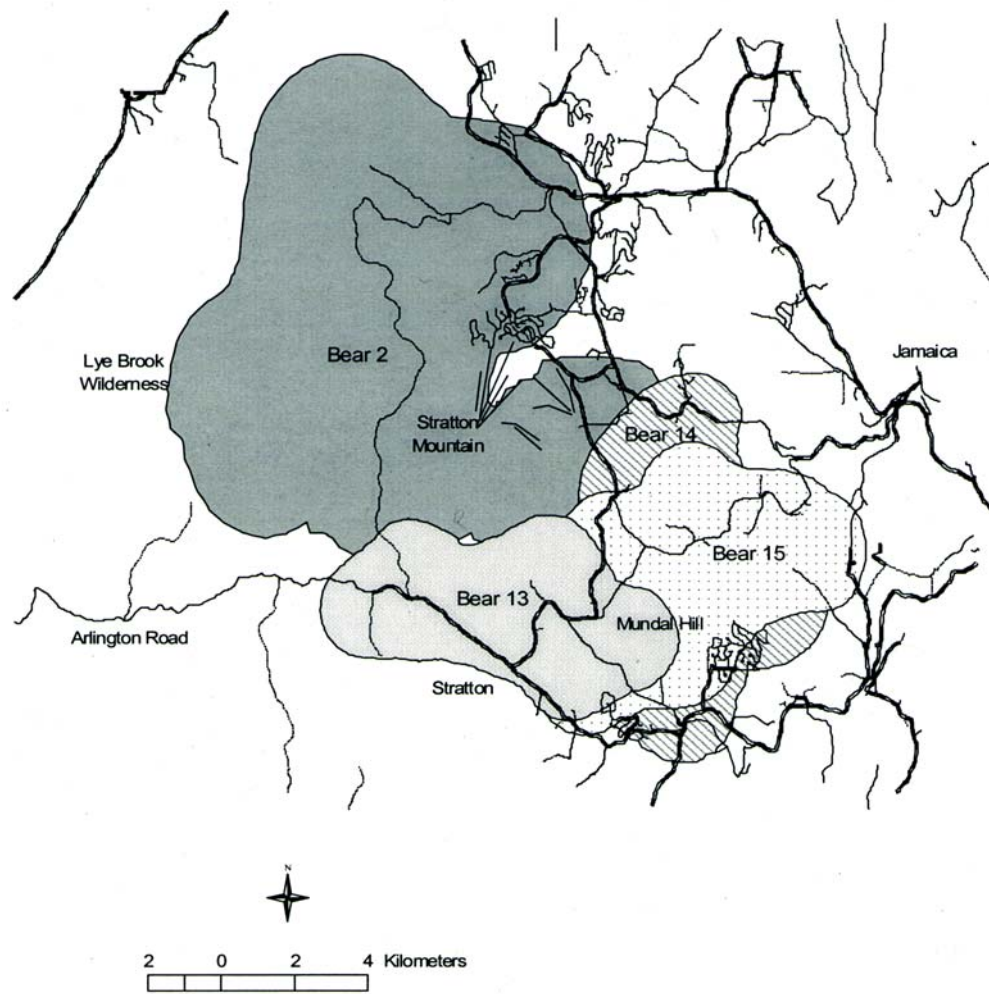 Bear 2
Lye Brook
Wilderness
Jamaica
Stratton
Mountain
Bear 14
Bear 15
Bear 13
Mundal Hill
Arlington Road
Stratton
N
2 0 2 4 Kilometers